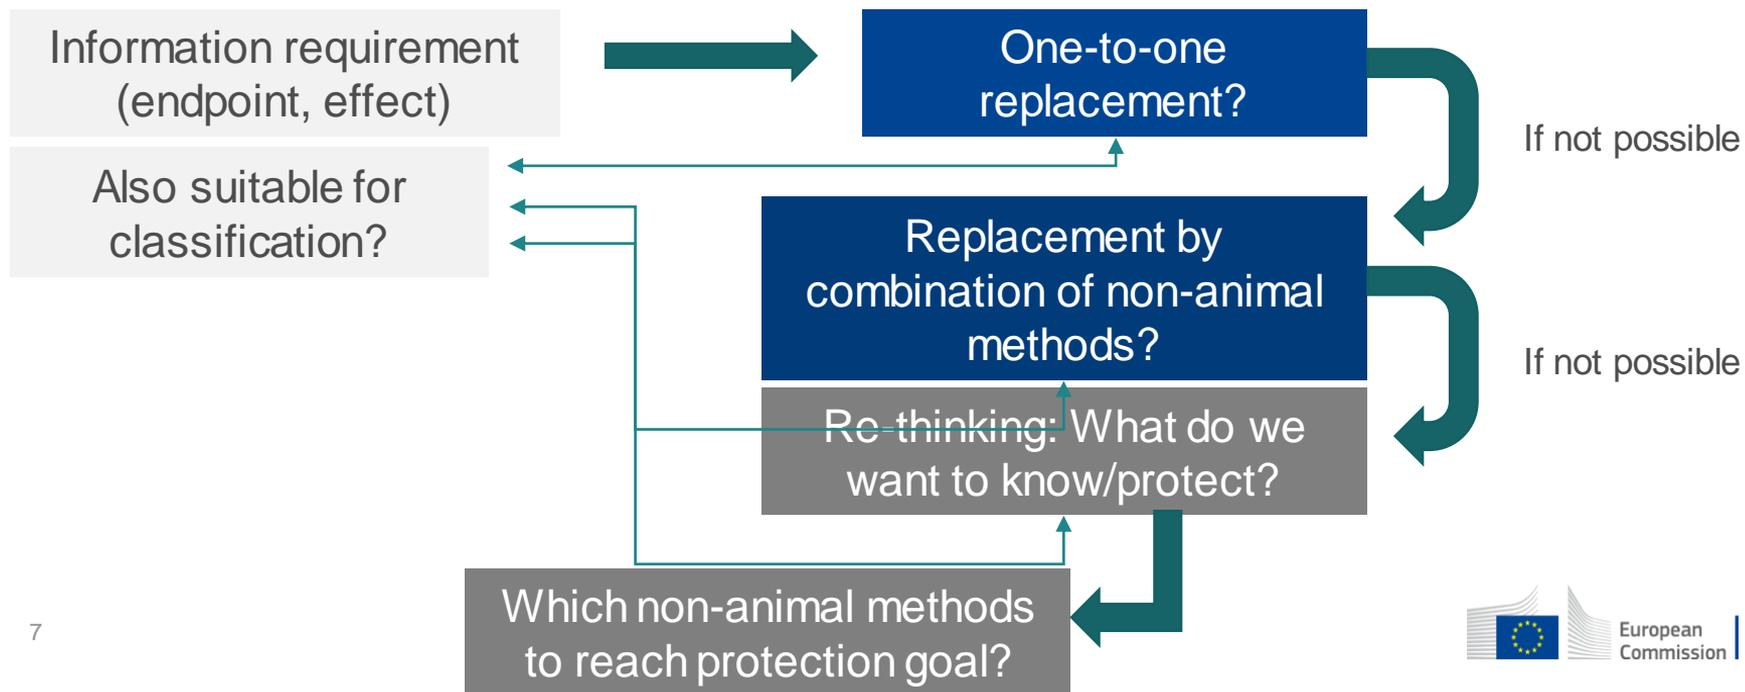 Information requirement
(endpoint, effect)
One-to-one
replacement?
If not possible
Also suitable for
classification?
Replacement by
combination of non-animal
methods?
If not possible
Re-thinking: What do we
want to know/protect?
Which non-animal methods
to reach protection goal?
7
European
Commission